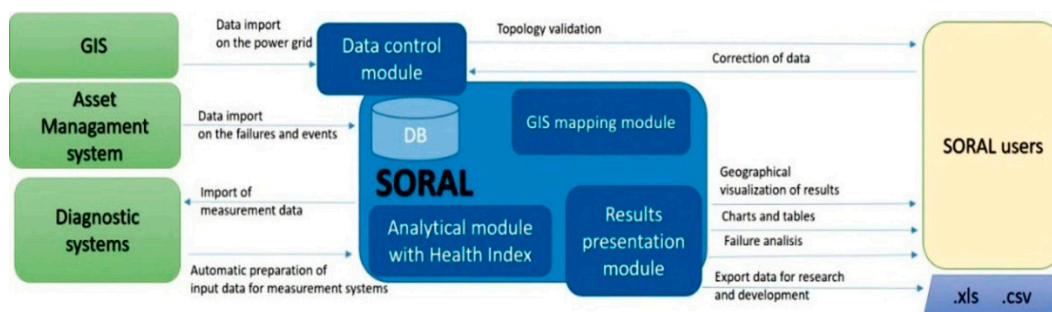 GIS
Data import
on the power grid
Data control
module
Topology validation
Correction of data
Asset
Managament
system
Data import
on the failures and events
DB
GIS mapping module
SORAL
SORAL users
Diagnostic
systems
Import of
measurement data
Automatic preparation of
input data for measurement systems
Analytical module
with Health Index
Results
presentation
module
Geographical
visualization of results
Charts and tables
Failure analisis
Export data for research
and development
.xls .csv